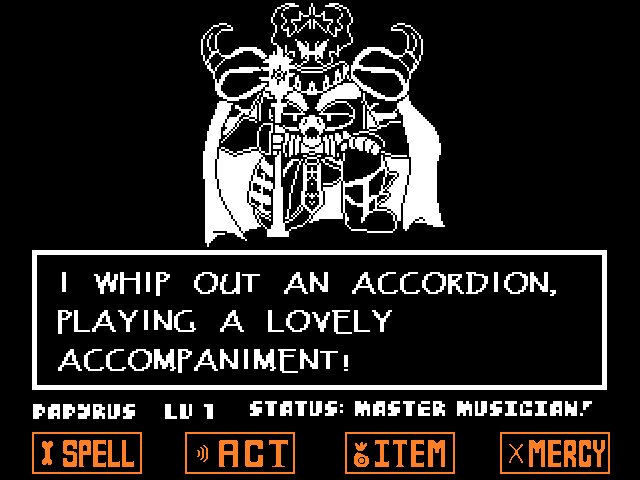 I WHIP OUT AN ACCORDION,
PLAYING A LOVELY
ACCOMPANIMENT!
PAPYRUS LV 1 STATUS: MASTER MUSICIAN!
SPELL ACT ITEM MERCY